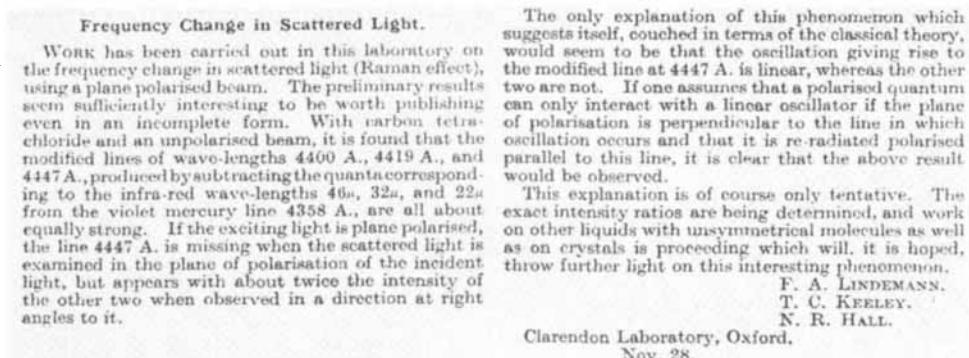 Frequency Change in Scattered Light.
WORK has been carried out in this laboratory on
the frequency change in scattered light (Raman effect),
using a plane polarised beam. The preliminary results
seem sufficiently interesting to be worth publishing
even in an incomplete form. With carbon tetra-
chloride and an unpolarised beam, it is found that the
modified lines of wave-lengths 4400 A., 4419 A., and
4447 A., produced by subtracting the quanta correspond-
ing to the infra-red wave-lengths 46μ, 32μ, and 22μ
from the violet mercury line 4358 A., are all about
equally strong. If the exciting light is plane polarised,
the line 4447 A. is missing when the scattered light is
examined in the plane of polarisation of the incident
light, but appears with about twice the intensity of
the other two when observed in a direction at right
angles to it.
The only explanation of this phenomenon which
suggests itself, couched in terms of the classical theory,
would seem to be that the oscillation giving rise to
the modified line at 4447 A. is linear, whereas the other
two are not. If one assumes that a polarised quantum
can only interact with a linear oscillator if the plane
of polarisation is perpendicular to the line in which
oscillation occurs and that it is re-radiated polarised
parallel to this line, it is clear that the above result
would be observed.
This explanation is of course only tentative. The
exact intensity ratios are being determined, and work
on other liquids with unsymmetrical molecules as well
as on crystals is proceeding which will, it is hoped,
throw further light on this interesting phenomenon.
F. A. LINDEMANN.
T. C. KEELEY.
N. R. HALL.
Clarendon Laboratory, Oxford,
Nov. 28.